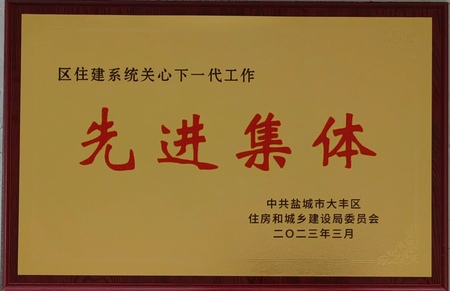 区住建系统关心下一代工作
先进集体
中共盐城市大丰区
住房和城乡建设局委员会
二〇二三年三月